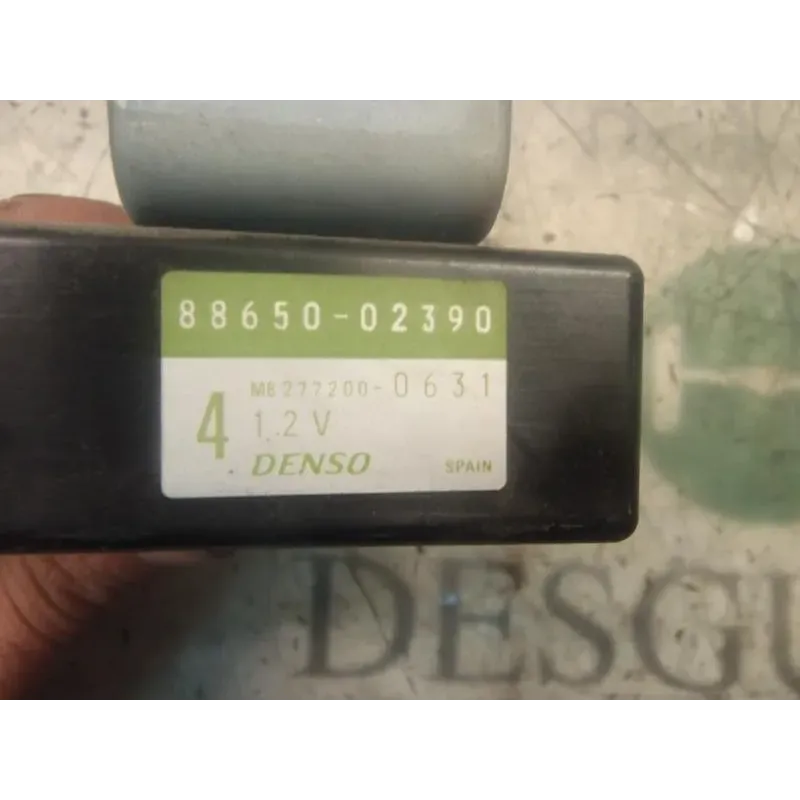 88650-02390
MB277200-0631
4
12V
DENSO
SPAIN
DESGU